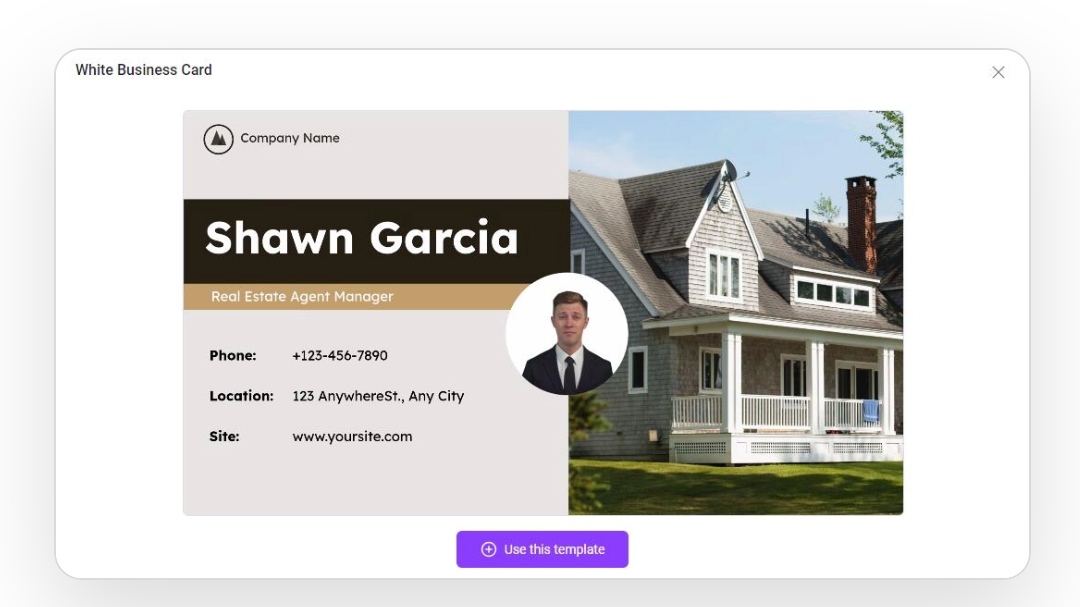 White Business Card
Company Name
Shawn Garcia
Real Estate Agent Manager
Phone: +123-456-7890
Location: 123 AnywhereSt., Any City
Site: www.yoursite.com
Use this template